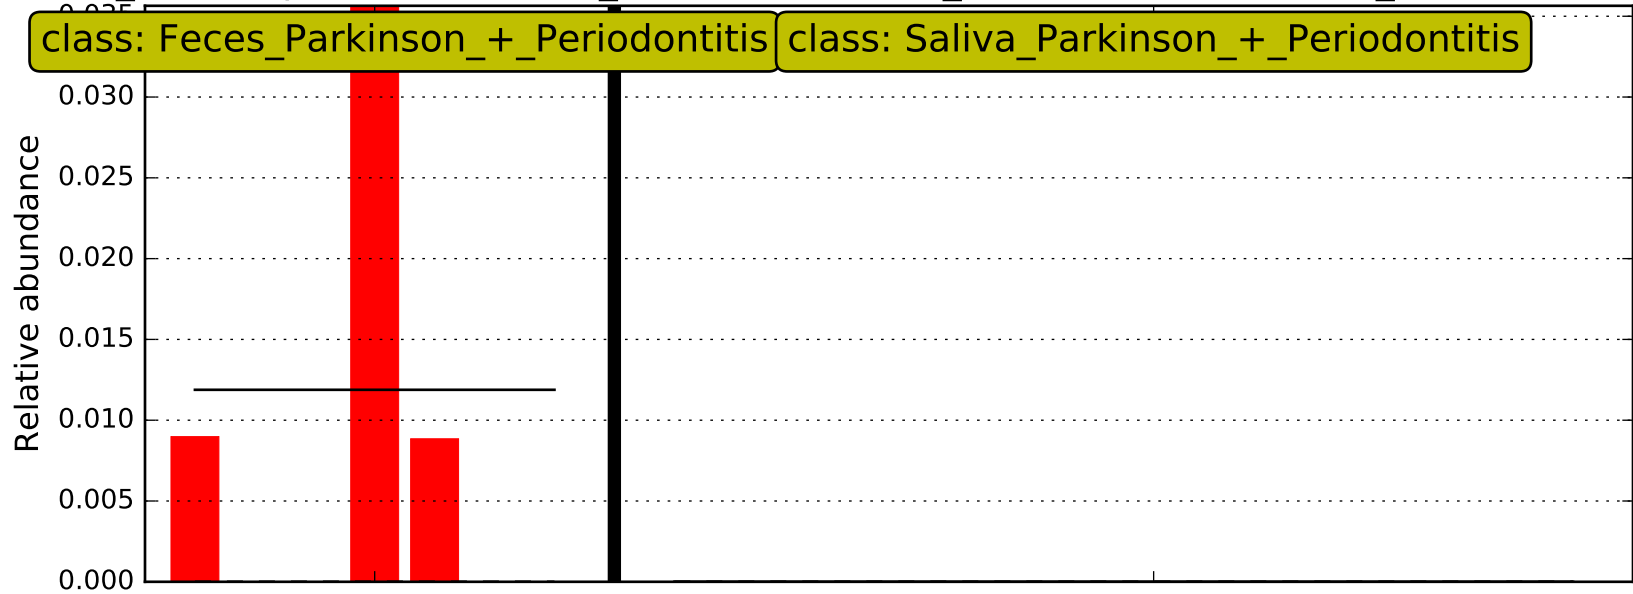 class: Feces_Parkinson_+_Periodontitis
class: Saliva_Parkinson_+_Periodontitis
0.030
0.025
0.020
0.015
0.010
0.005
0.000
Relative abundance